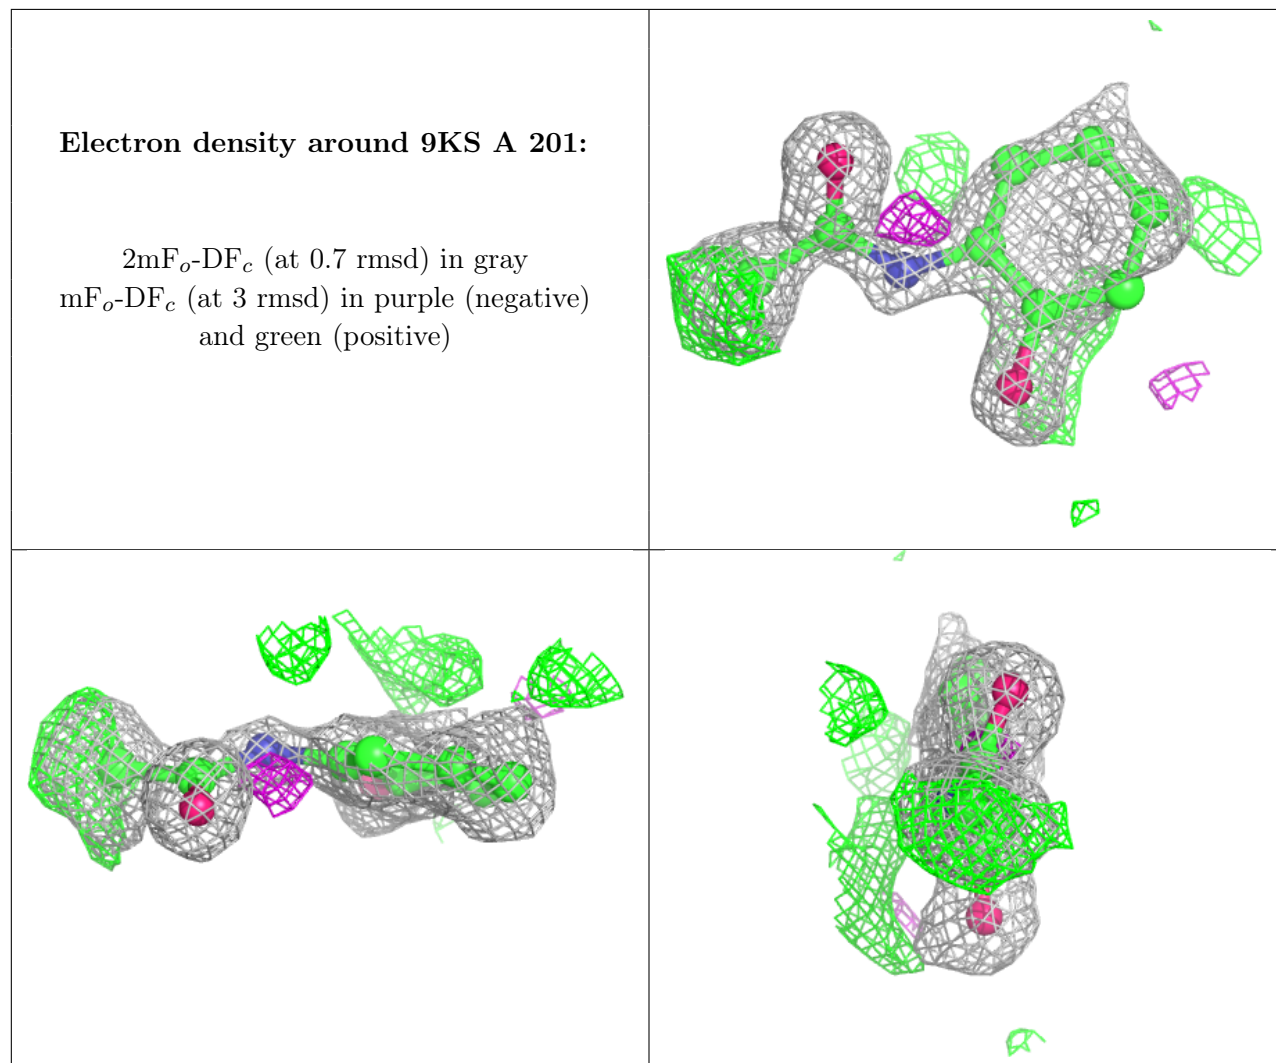 Electron density around 9KS A 201:
2mFo-DFc (at 0.7 rmsd) in gray
mFo-DFc (at 3 rmsd) in purple (negative)
and green (positive)